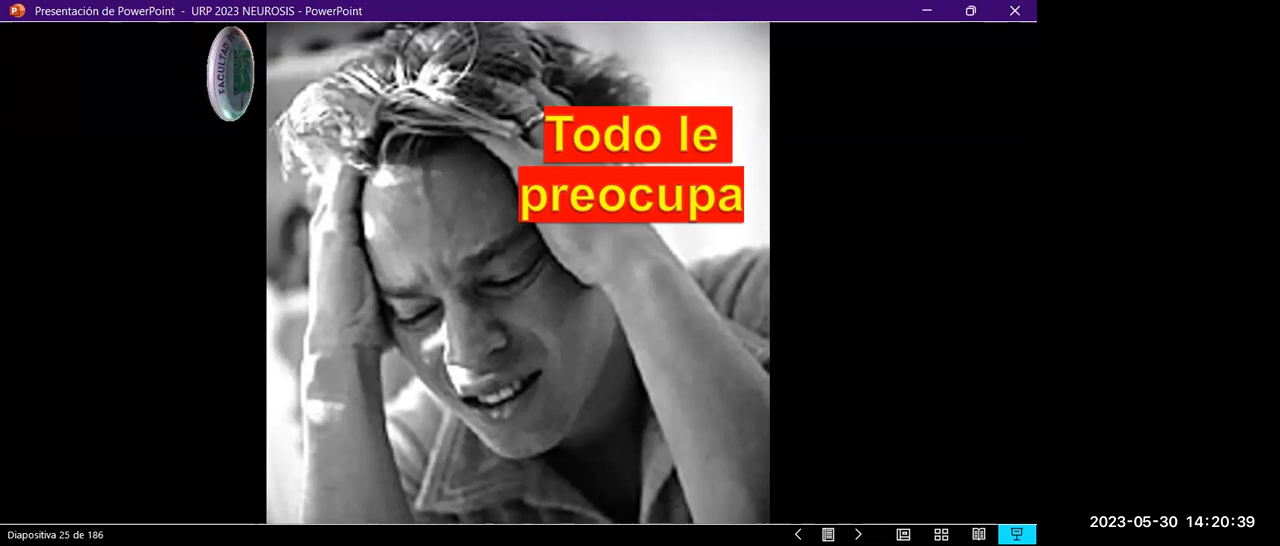 Presentación de PowerPoint - URP 2023 NEUROSIS - PowerPoint
FACULTAD
Todo le
preocupa
Diapositiva 25 de 186
2023-05-30 14:20:39